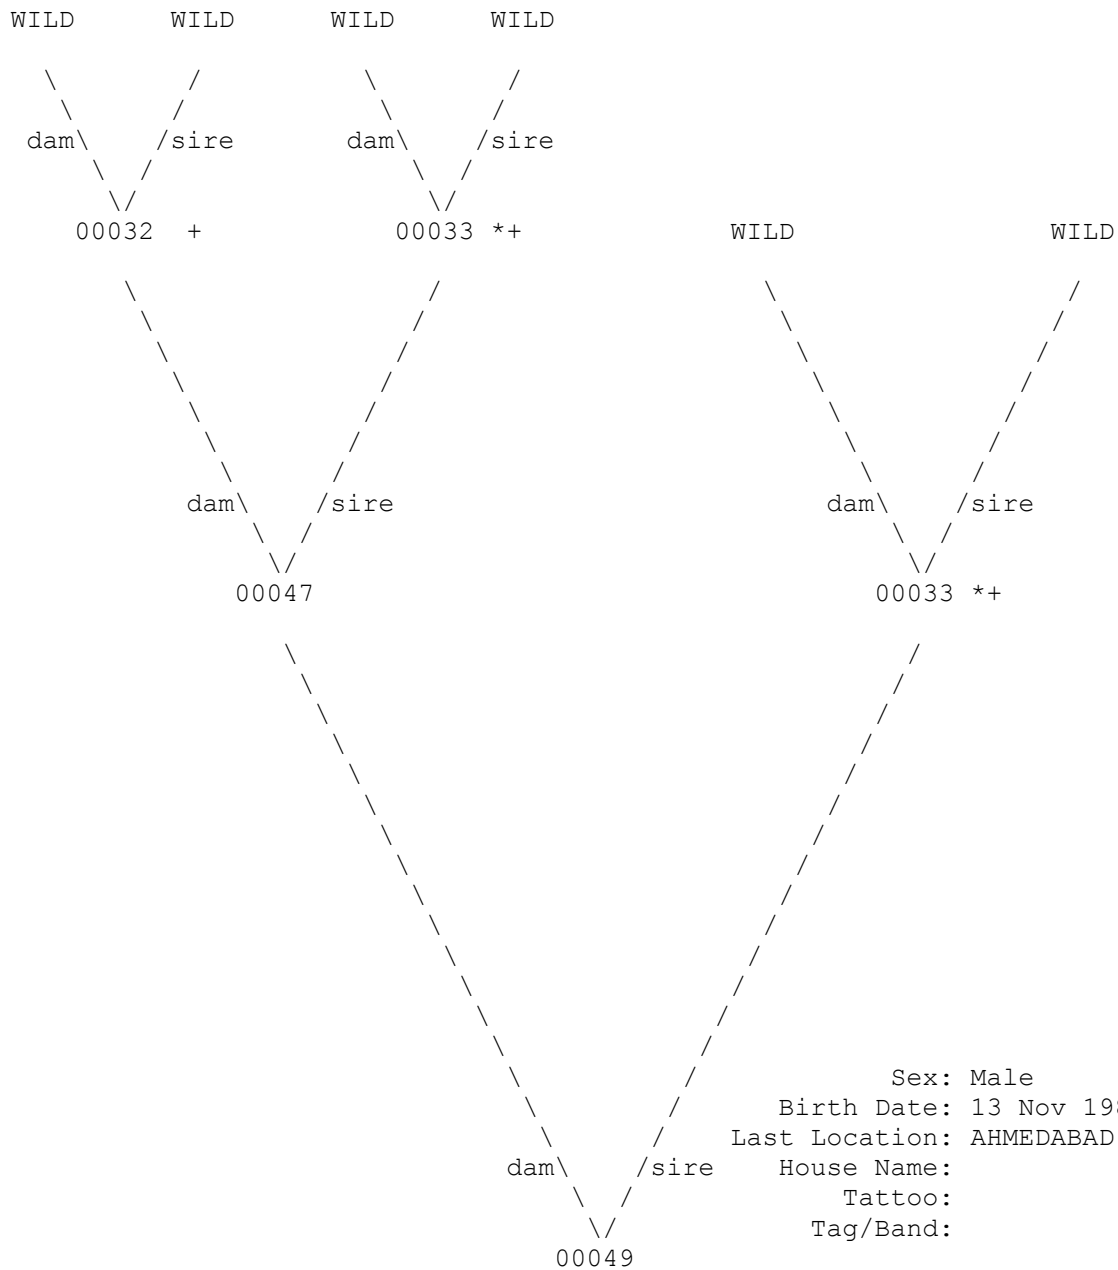 WILD WILD WILD WILD
dam sire dam sire
00032 + 00033 *+ WILD WILD
dam sire dam sire
00047 00033 *+
Sex: Male
Birth Date: 13 Nov 198
Last Location: AHMEDABAD
dam sire House Name:
Tattoo:
Tag/Band:
00049